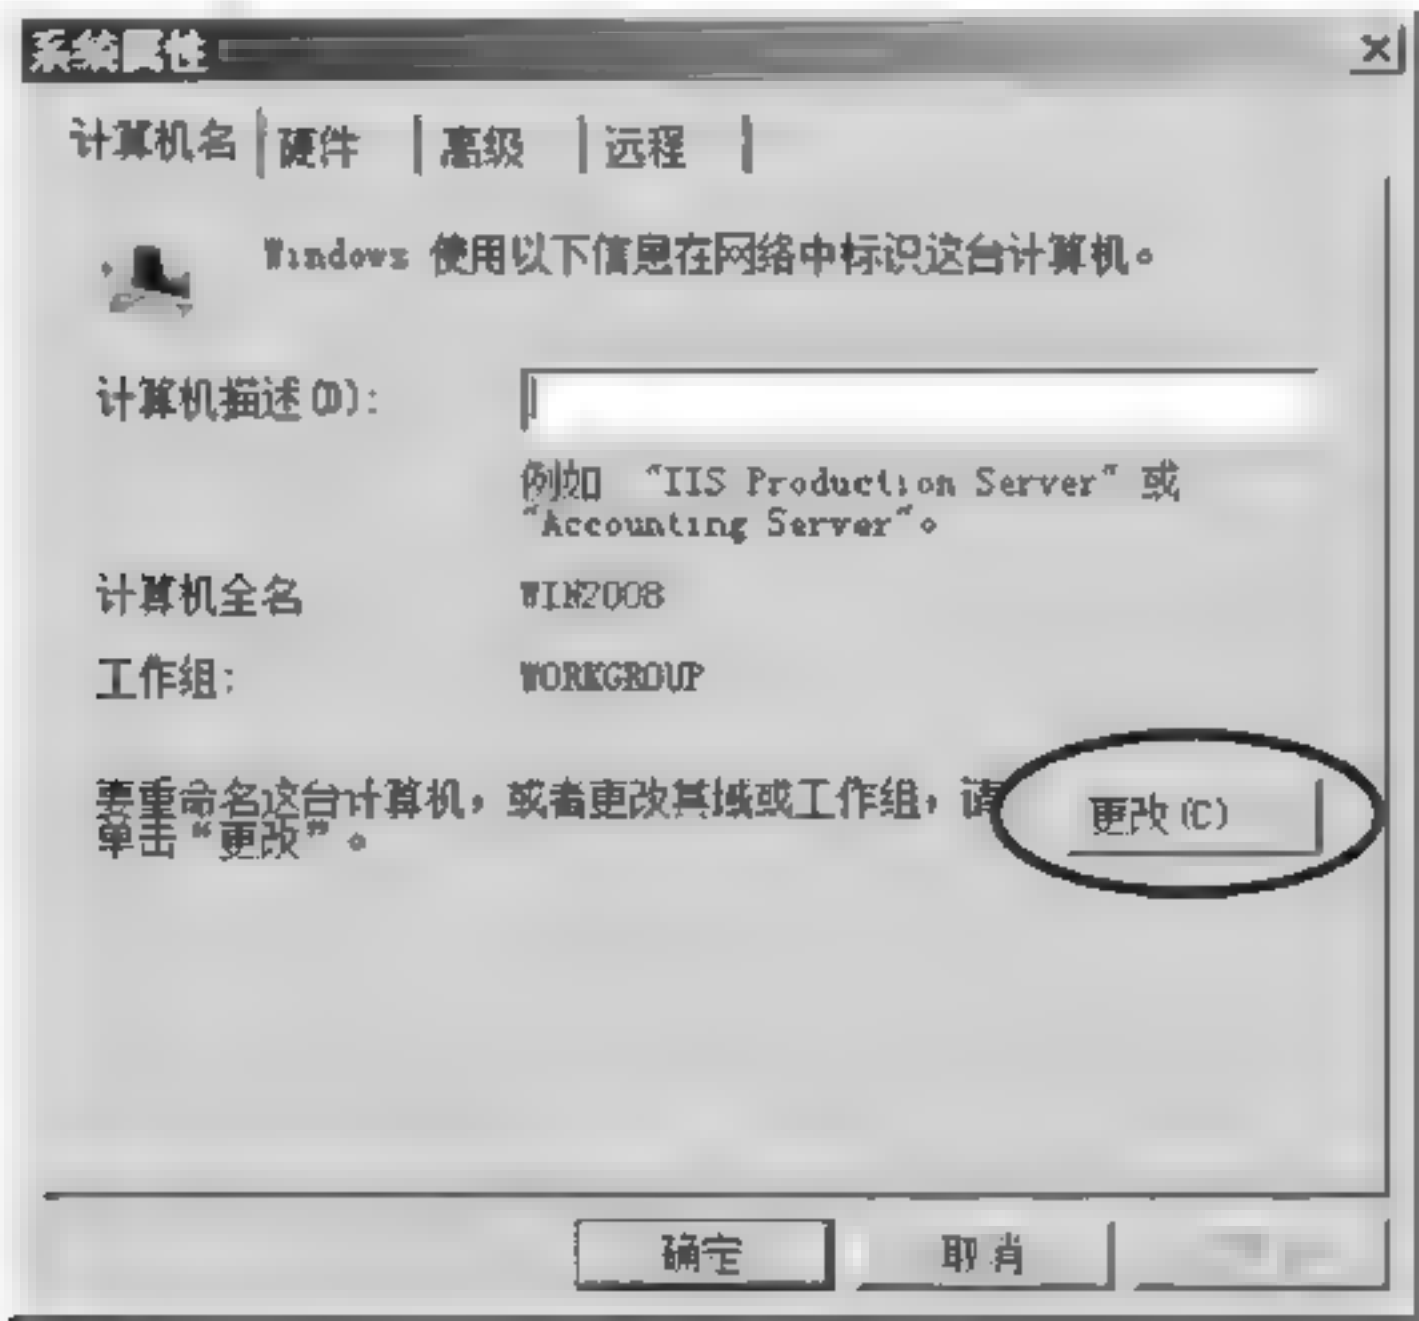 系统属性
计算机名 硬件 高级 远程
Windows 使用以下信息在网络中标识这台计算机。
计算机描述(D):
例如 "IIS Production Server" 或
"Accounting Server"。
计算机全名 WIN2008
工作组: WORKGROUP
要重命名这台计算机，或者更改其域或工作组，请
单击“更改”。
更改(C)
确定 取消